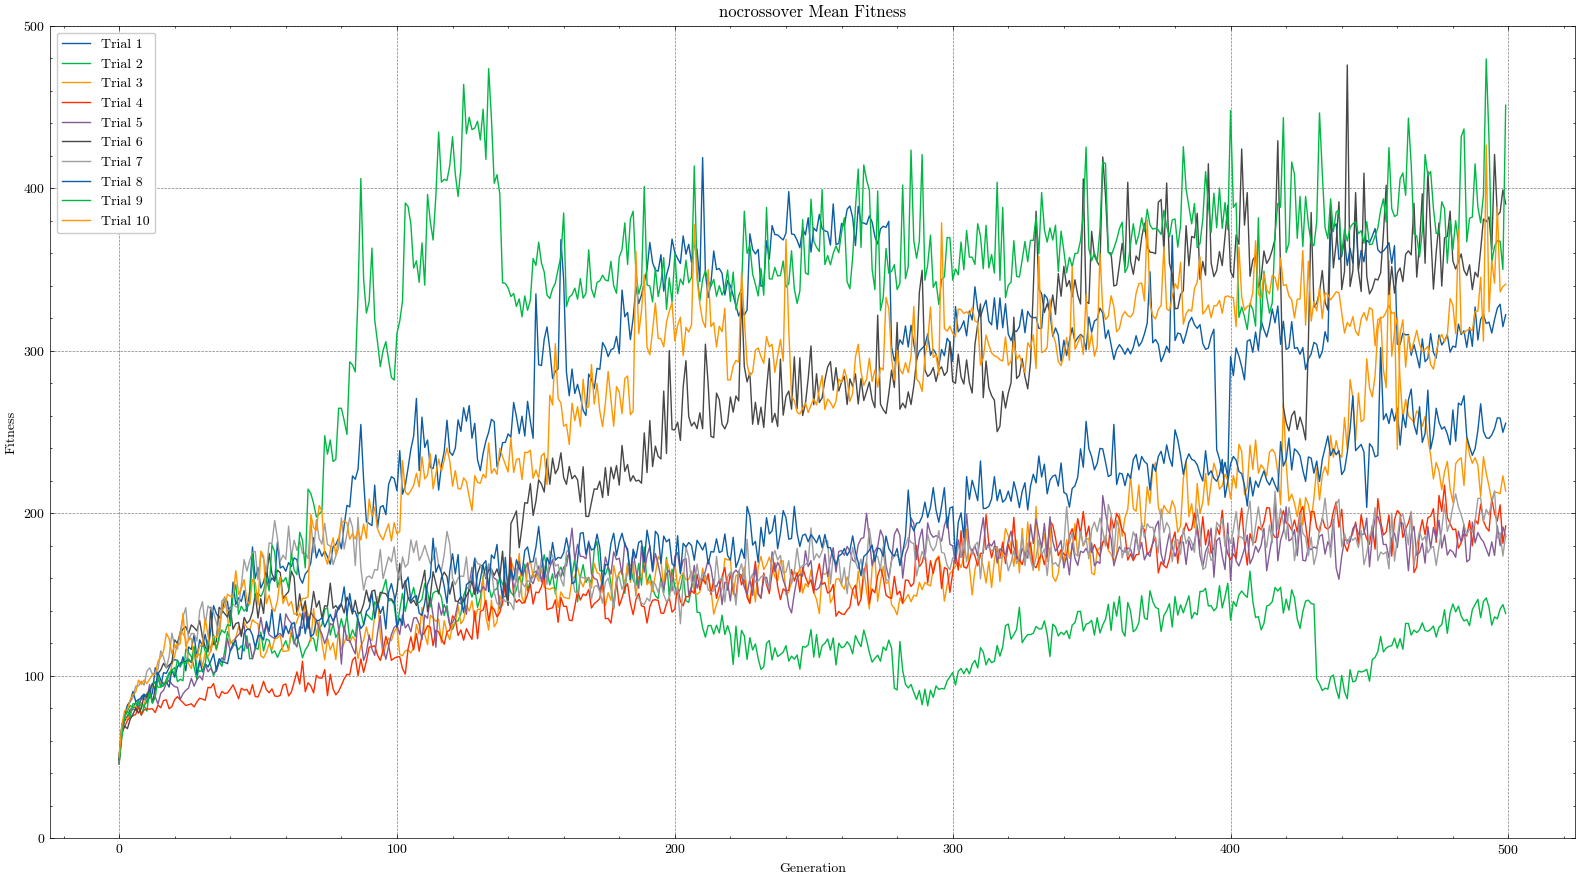 nocrossover Mean Fitness
500
400
300
200
100
0
Fitness
Trial 1
Trial 2
Trial 3
Trial 4
Trial 5
Trial 6
Trial 7
Trial 8
Trial 9
Trial 10
0 100 200 300 400 500
Generation